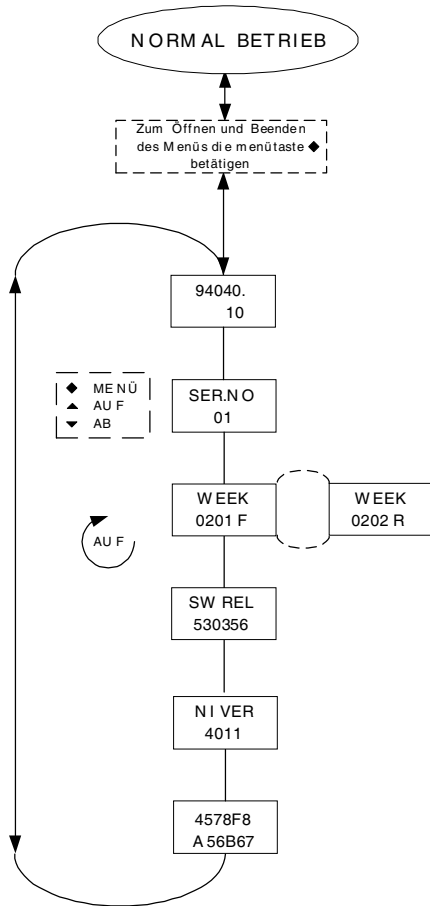 NORMAL BETRIEB
Zum Öffnen und Beenden
des Menüs die menütaste ◆
betätigen
94040.
10
◆ MENÜ
▲ AUF
▼ AB
SER.NO
01
WEEK
0201 F
WEEK
0202 R
AUF
SW REL
530356
NI VER
4011
4578F8
A56B67